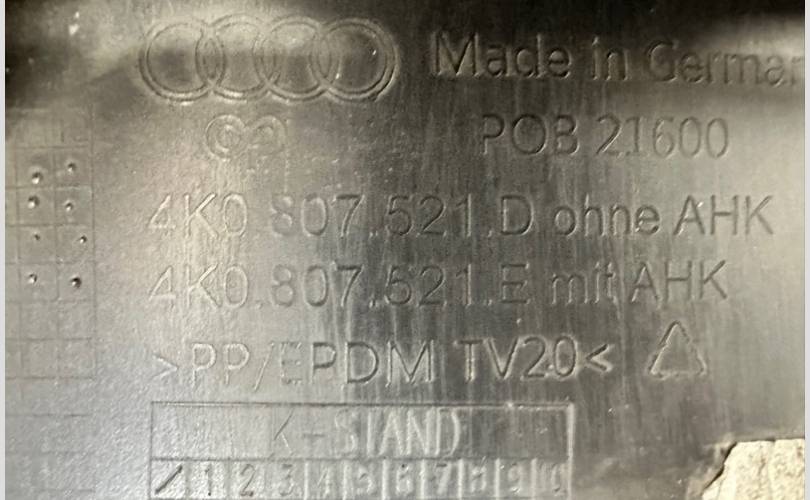 Made in Germa
POB 21600
4K0.807.521.D ohne AHK
4K0.807.521.E mit AHK
>PP/EPDM TV20<
K-STAND
1 2 3 4 5 6 7 8 9 0